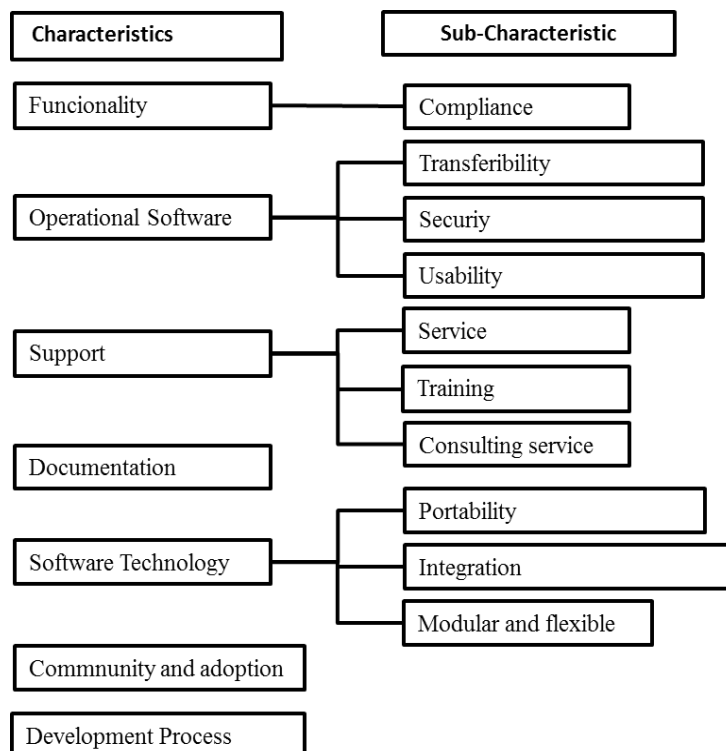 Characteristics
Sub-Characteristic
Funcionality
Compliance
Transferibility
Operational Software
Securiy
Usability
Service
Support
Training
Consulting service
Documentation
Portability
Software Technology
Integration
Modular and flexible
Commnunity and adoption
Development Process